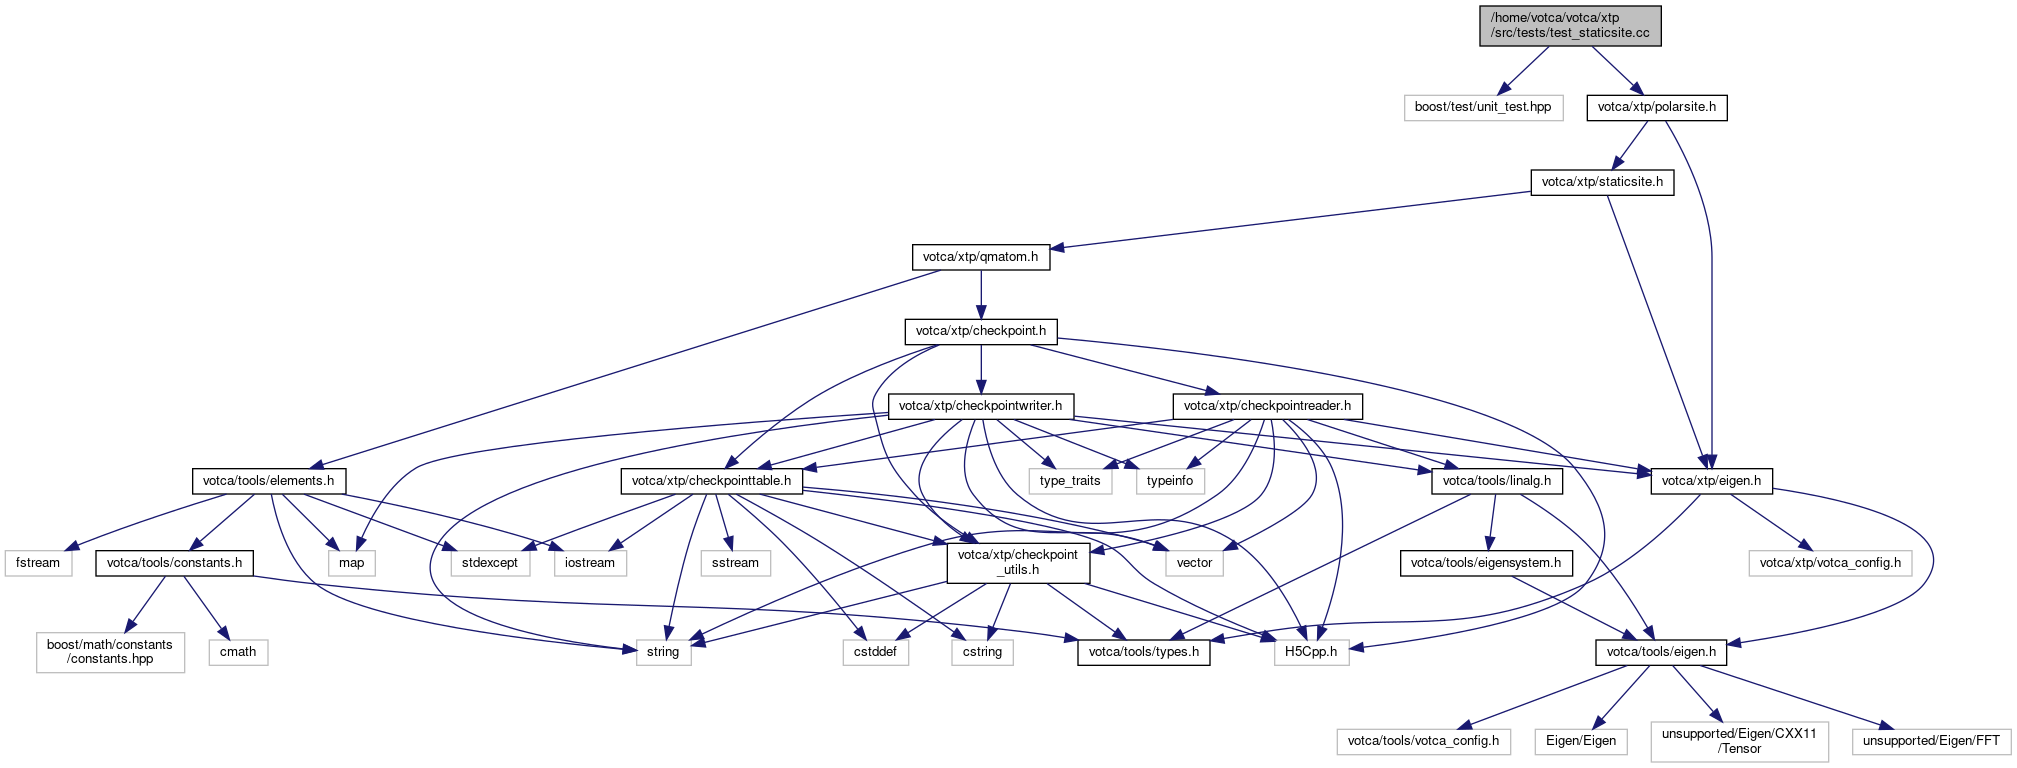 /home/votca/votca/xtp
/src/tests/test_staticsite.cc
boost/test/unit_test.hpp
votca/xtp/polarsite.h
votca/xtp/staticsite.h
votca/xtp/qmatom.h
votca/xtp/checkpoint.h
votca/xtp/checkpointwriter.h
votca/xtp/checkpointreader.h
votca/tools/elements.h
votca/xtp/checkpointtable.h
type_traits
typeinfo
votca/tools/linalg.h
votca/xtp/eigen.h
fstream
votca/tools/constants.h
map
stdexcept
iostream
sstream
votca/xtp/checkpoint
_utils.h
vector
votca/tools/eigensystem.h
votca/xtp/votca_config.h
boost/math/constants
/constants.hpp
cmath
string
cstddef
cstring
votca/tools/types.h
H5Cpp.h
votca/tools/eigen.h
votca/tools/votca_config.h
Eigen/Eigen
unsupported/Eigen/CXX11
/Tensor
unsupported/Eigen/FFT